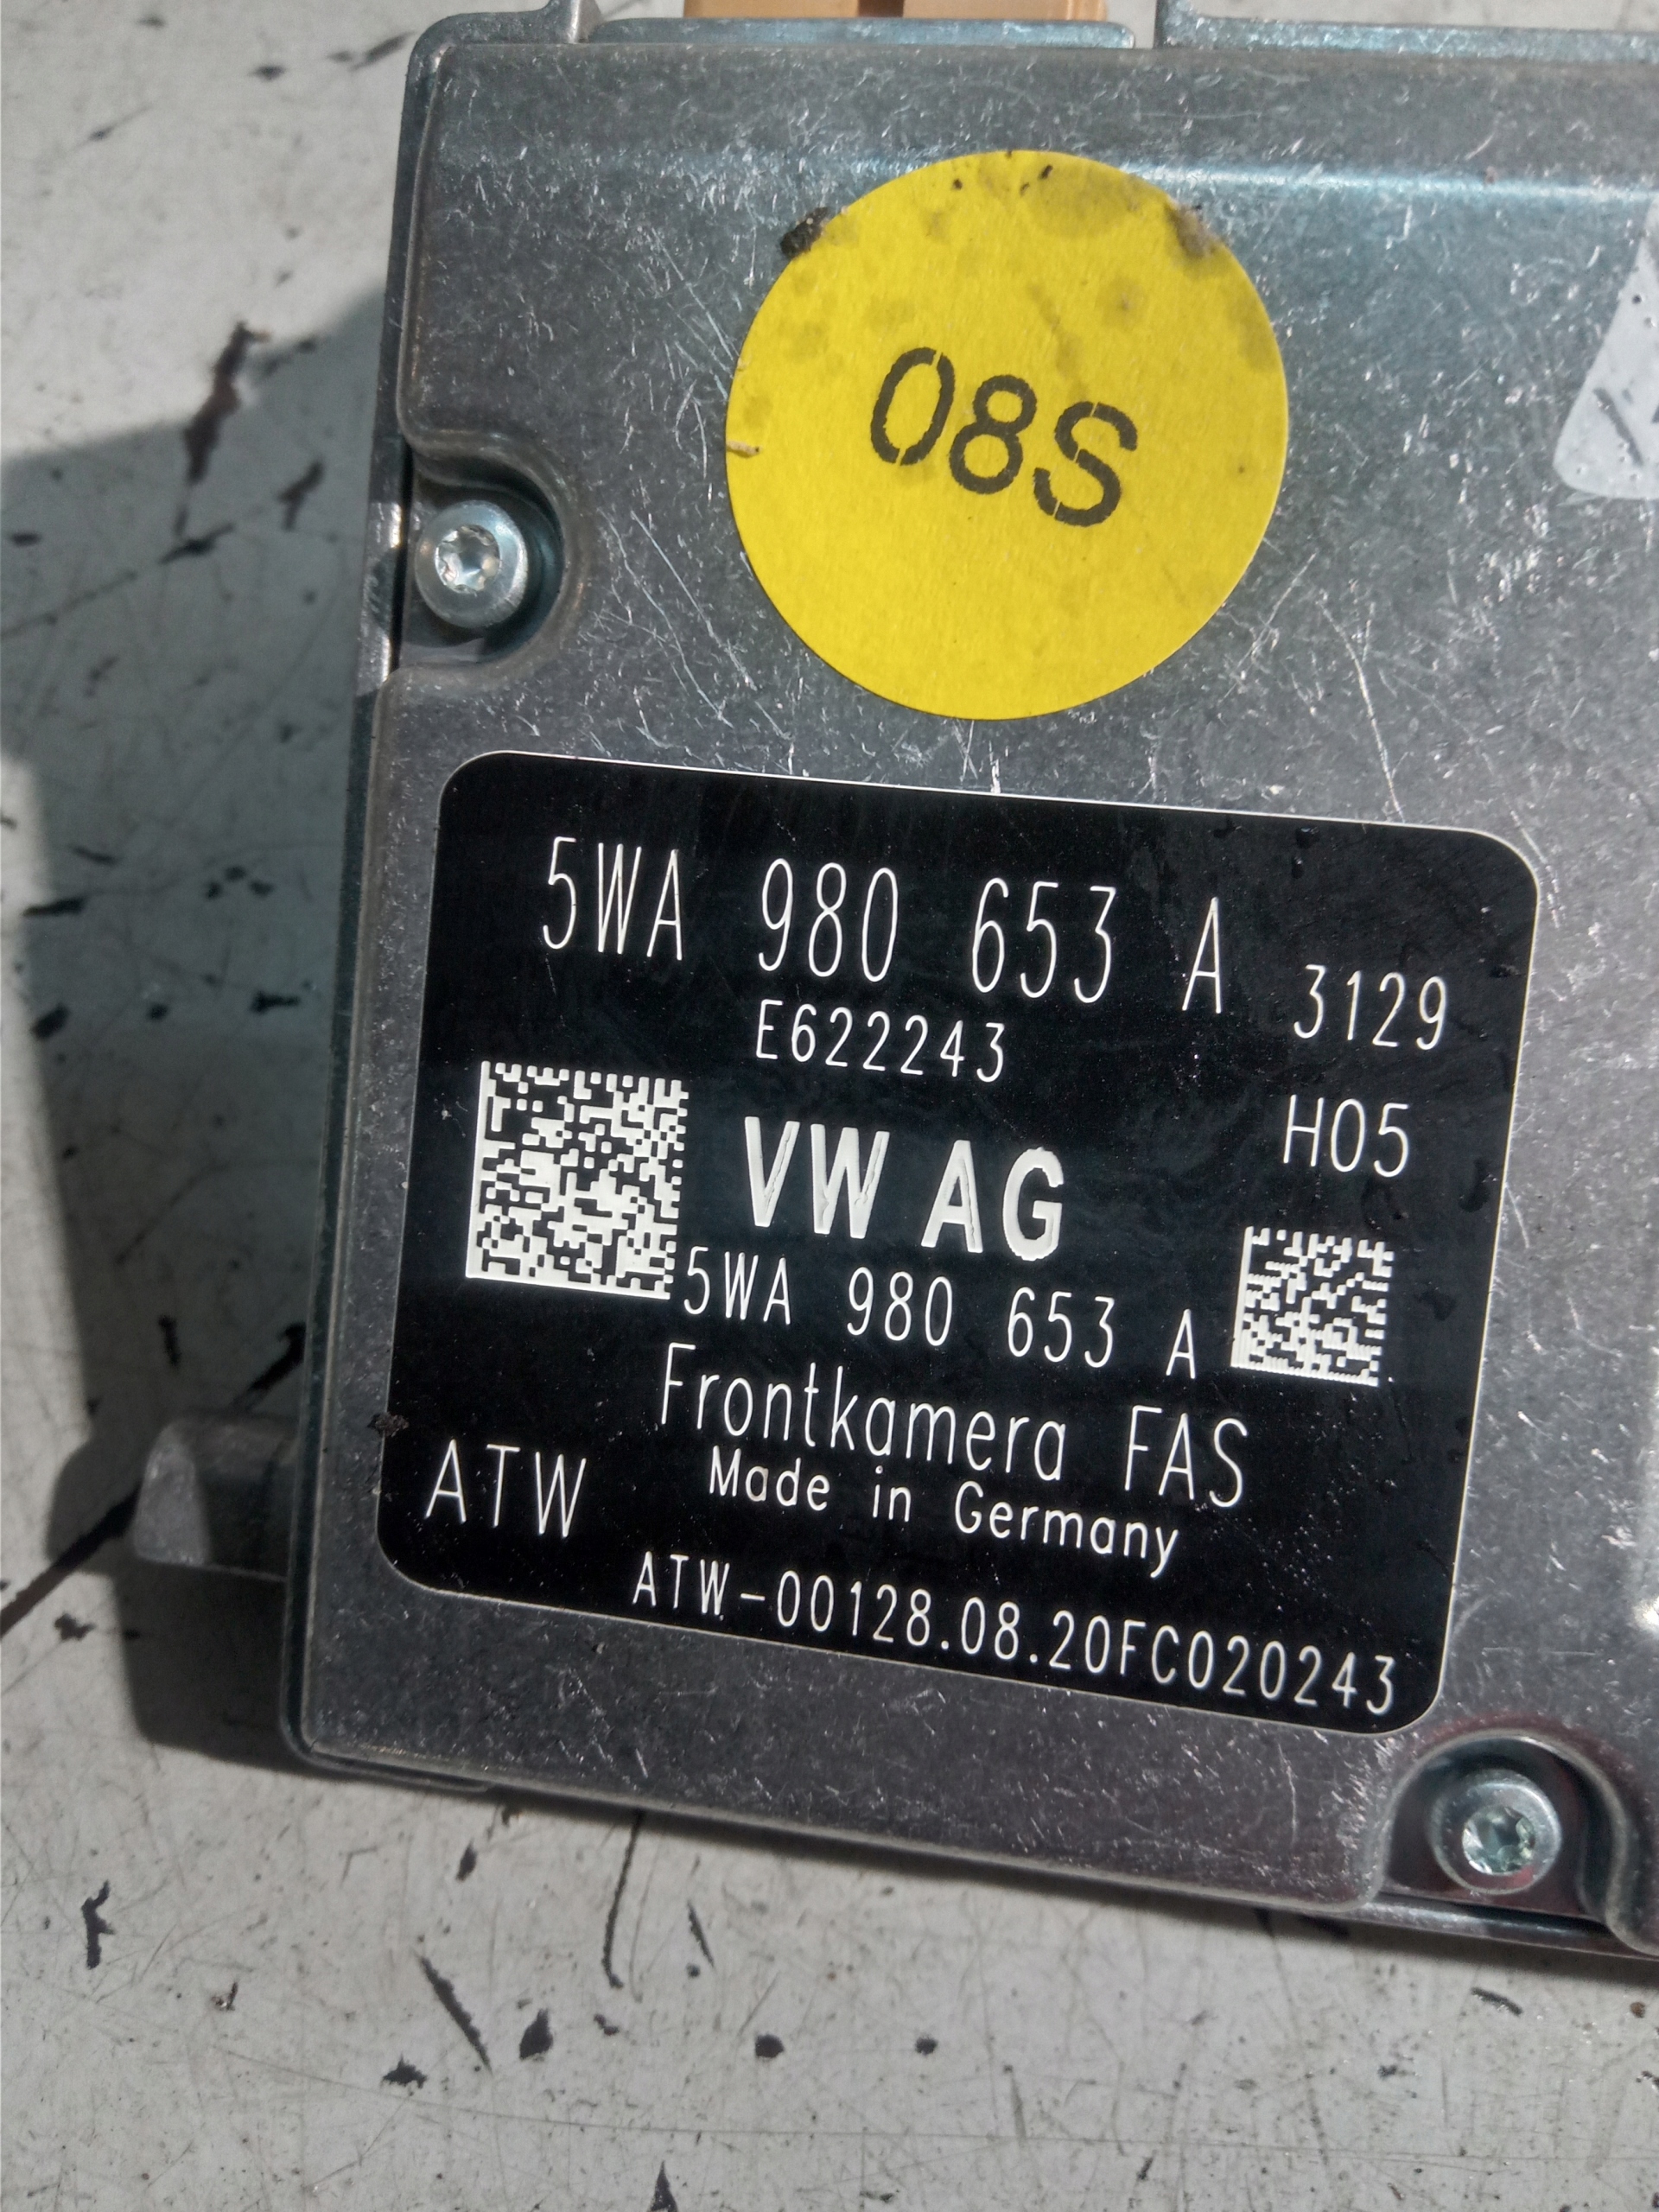 08S
5WA 980 653 A 3129
E622243
H05
VW AG
5WA 980 653 A
Frontkamera FAS
ATW
Made in Germany
ATW-00128.08.20FC020243